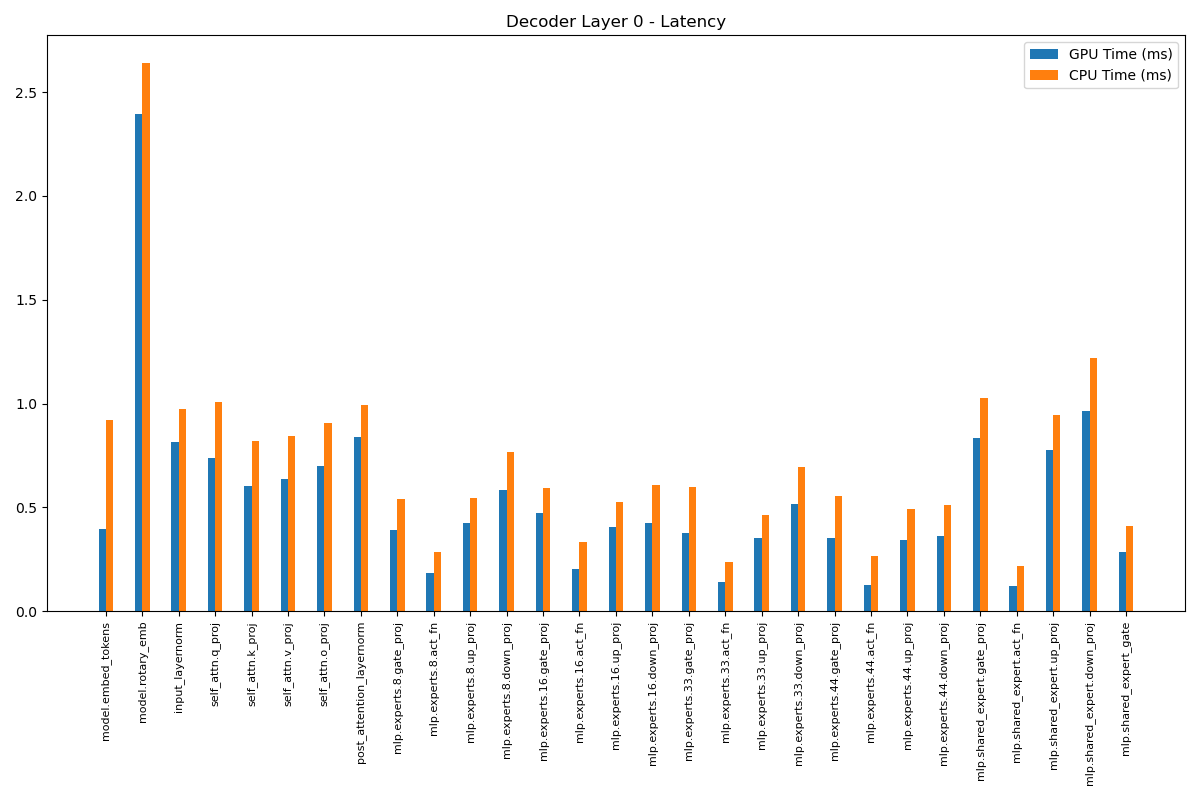 Decoder Layer 0 - Latency
GPU Time (ms)
CPU Time (ms)
2.5
2.0
1.5
1.0
0.5
0.0
model.embed_tokens
model.rotary_emb
input_layernorm
self_attn.q_proj
self_attn.k_proj
self_attn.v_proj
self_attn.o_proj
post_attention_layernorm
mlp.experts.8.gate_proj
mlp.experts.8.act_fn
mlp.experts.8.up_proj
mlp.experts.8.down_proj
mlp.experts.16.gate_proj
mlp.experts.16.act_fn
mlp.experts.16.up_proj
mlp.experts.16.down_proj
mlp.experts.33.gate_proj
mlp.experts.33.act_fn
mlp.experts.33.up_proj
mlp.experts.33.down_proj
mlp.experts.44.gate_proj
mlp.experts.44.act_fn
mlp.experts.44.up_proj
mlp.experts.44.down_proj
mlp.shared_expert.gate_proj
mlp.shared_expert.act_fn
mlp.shared_expert.up_proj
mlp.shared_expert.down_proj
mlp.shared_expert_gate